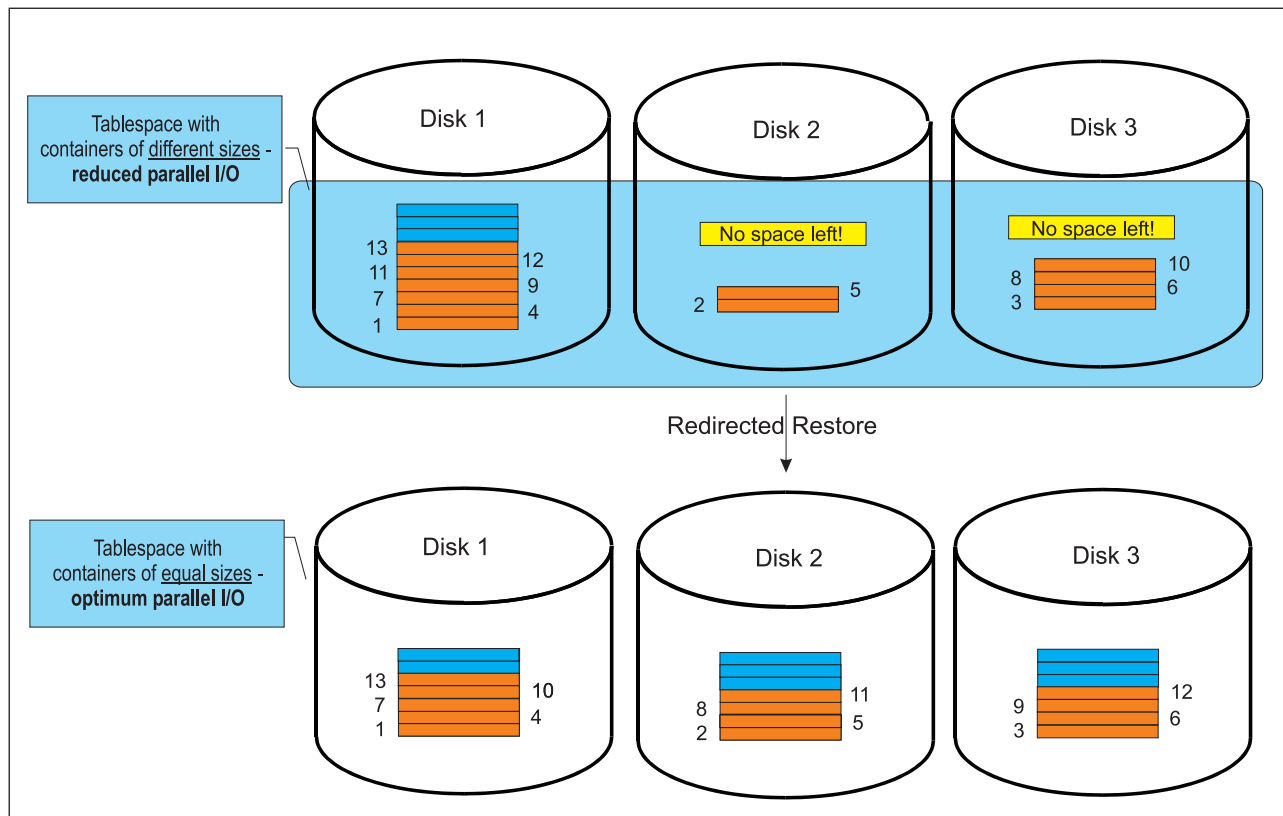 Disk 1
Disk 2
Disk 3
Tablespace with
containers of different sizes -
reduced parallel I/O
No space left!
No space left!
13
12
11
9
7
4
1
5
2
10
8
6
3
Redirected Restore
Tablespace with
containers of equal sizes -
optimum parallel I/O
Disk 1
Disk 2
Disk 3
13
10
7
4
1
11
8
5
2
12
9
6
3